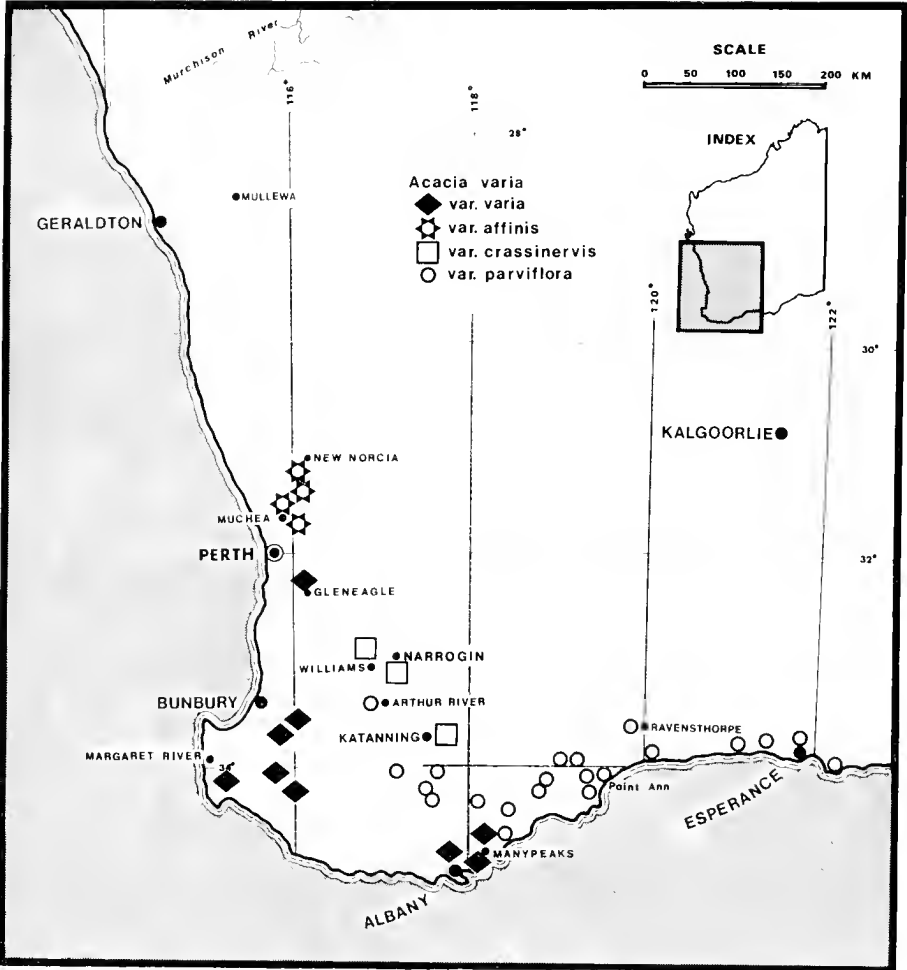 Murchison River
SCALE
0 50 100 150 200 KM
116°
118°
28°
INDEX
Acacia varia
var. varia
var. affinis
var. crassinervis
var. parviflora
MULLEWA
GERALDTON
120°
122°
30°
KALGOORLIE
NEW NORCIA
MUCHEA
PERTH
32°
GLENEAGLE
NARROGIN
WILLIAMS
BUNBURY
ARTHUR RIVER
RAVENSTHORPE
KATANNING
MARGARET RIVER
34°
Point Ann
ESPERANCE
MANYPEAKS
ALBANY